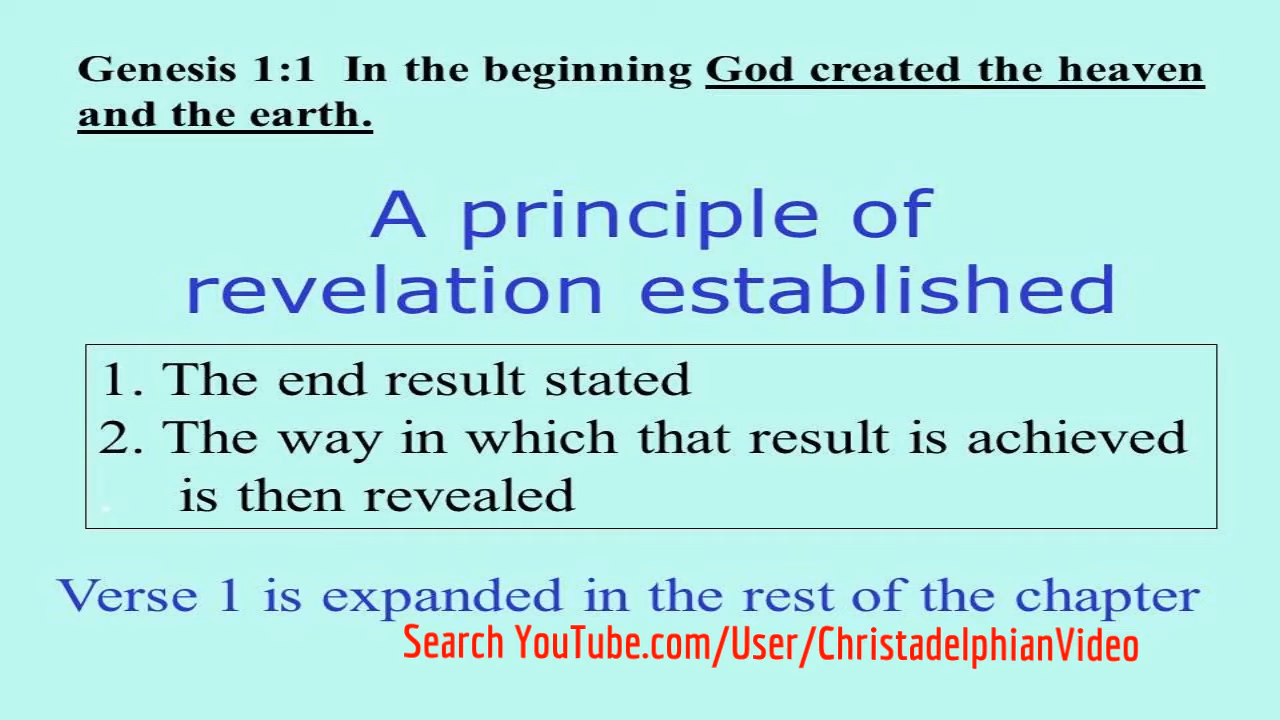 Genesis 1:1 In the beginning God created the heaven
and the earth.
A principle of
revelation established
1. The end result stated
2. The way in which that result is achieved
. is then revealed
Verse 1 is expanded in the rest of the chapter
Search YouTube.com/User/ChristadelphianVideo